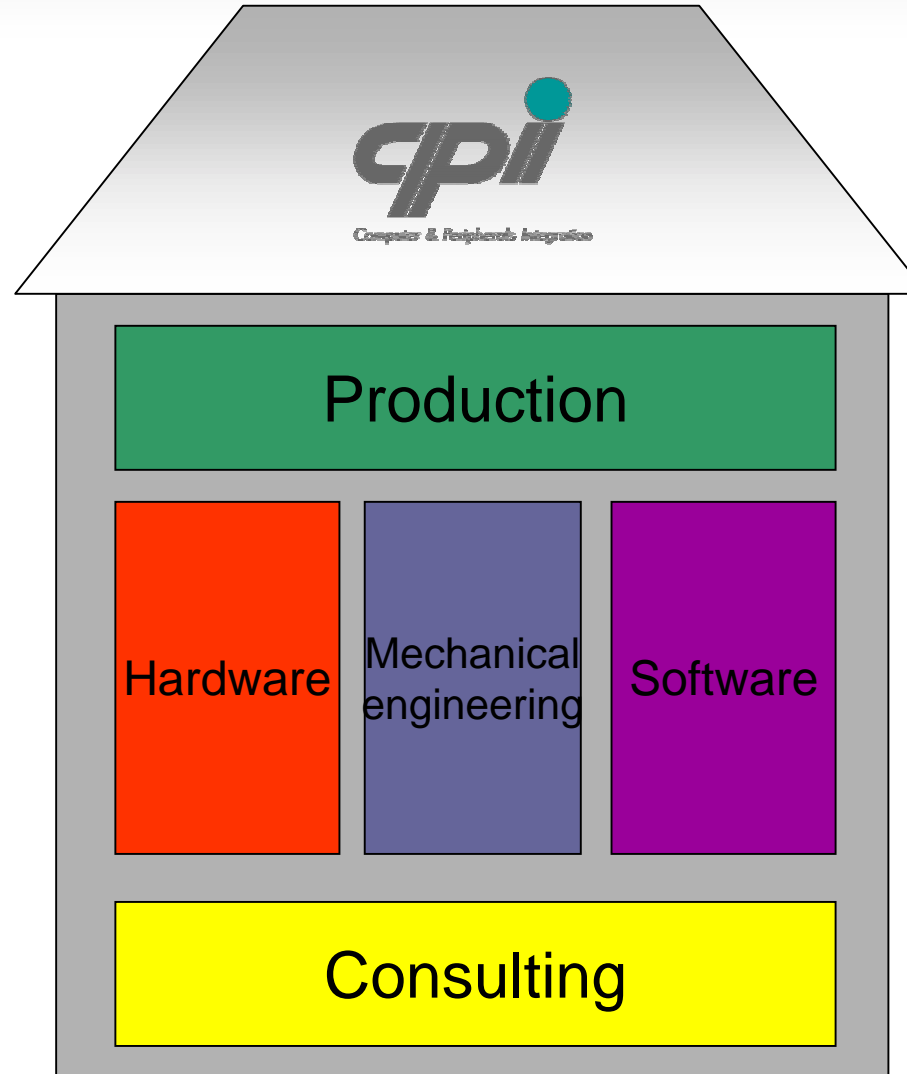 cpi
Computer & Peripherals Integration
Production
Hardware
Mechanical
engineering
Software
Consulting